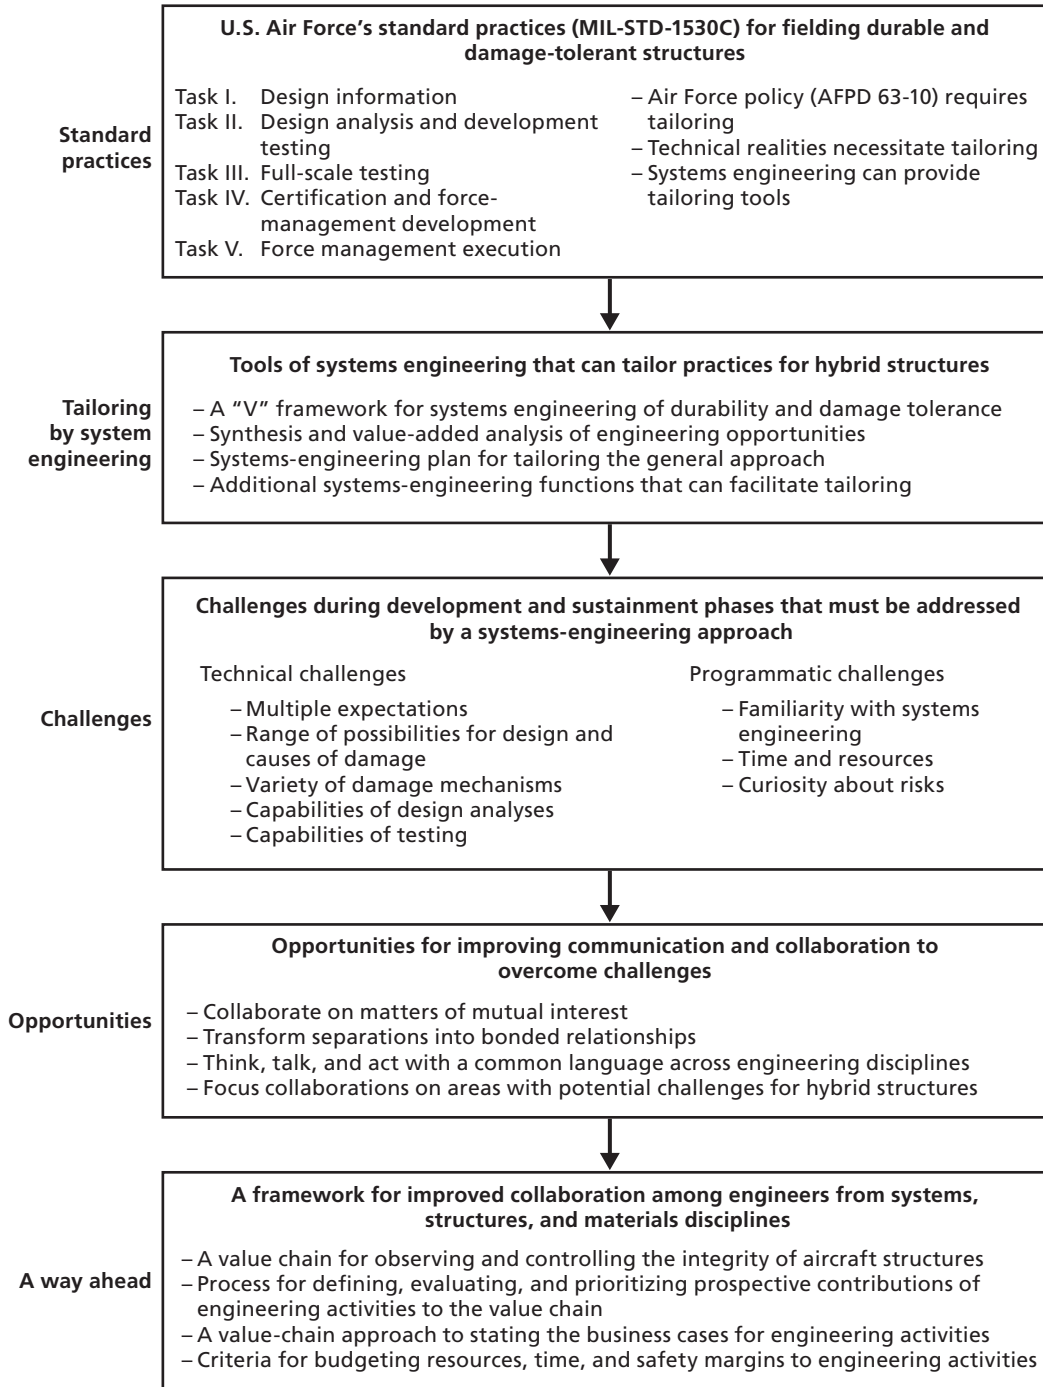 U.S. Air Force’s standard practices (MIL-STD-1530C) for fielding durable and
damage-tolerant structures
Standard
practices
Task I. Design information
Task II. Design analysis and development
testing
Task III. Full-scale testing
Task IV. Certification and force-
management development
Task V. Force management execution
– Air Force policy (AFPD 63-10) requires
tailoring
– Technical realities necessitate tailoring
– Systems engineering can provide
tailoring tools
Tailoring
by system
engineering
Tools of systems engineering that can tailor practices for hybrid structures
– A “V” framework for systems engineering of durability and damage tolerance
– Synthesis and value-added analysis of engineering opportunities
– Systems-engineering plan for tailoring the general approach
– Additional systems-engineering functions that can facilitate tailoring
Challenges
Challenges during development and sustainment phases that must be addressed
by a systems-engineering approach
Technical challenges
– Multiple expectations
– Range of possibilities for design and
causes of damage
– Variety of damage mechanisms
– Capabilities of design analyses
– Capabilities of testing
Programmatic challenges
– Familiarity with systems
engineering
– Time and resources
– Curiosity about risks
Opportunities
Opportunities for improving communication and collaboration to
overcome challenges
– Collaborate on matters of mutual interest
– Transform separations into bonded relationships
– Think, talk, and act with a common language across engineering disciplines
– Focus collaborations on areas with potential challenges for hybrid structures
A way ahead
A framework for improved collaboration among engineers from systems,
structures, and materials disciplines
– A value chain for observing and controlling the integrity of aircraft structures
– Process for defining, evaluating, and prioritizing prospective contributions of
engineering activities to the value chain
– A value-chain approach to stating the business cases for engineering activities
– Criteria for budgeting resources, time, and safety margins to engineering activities